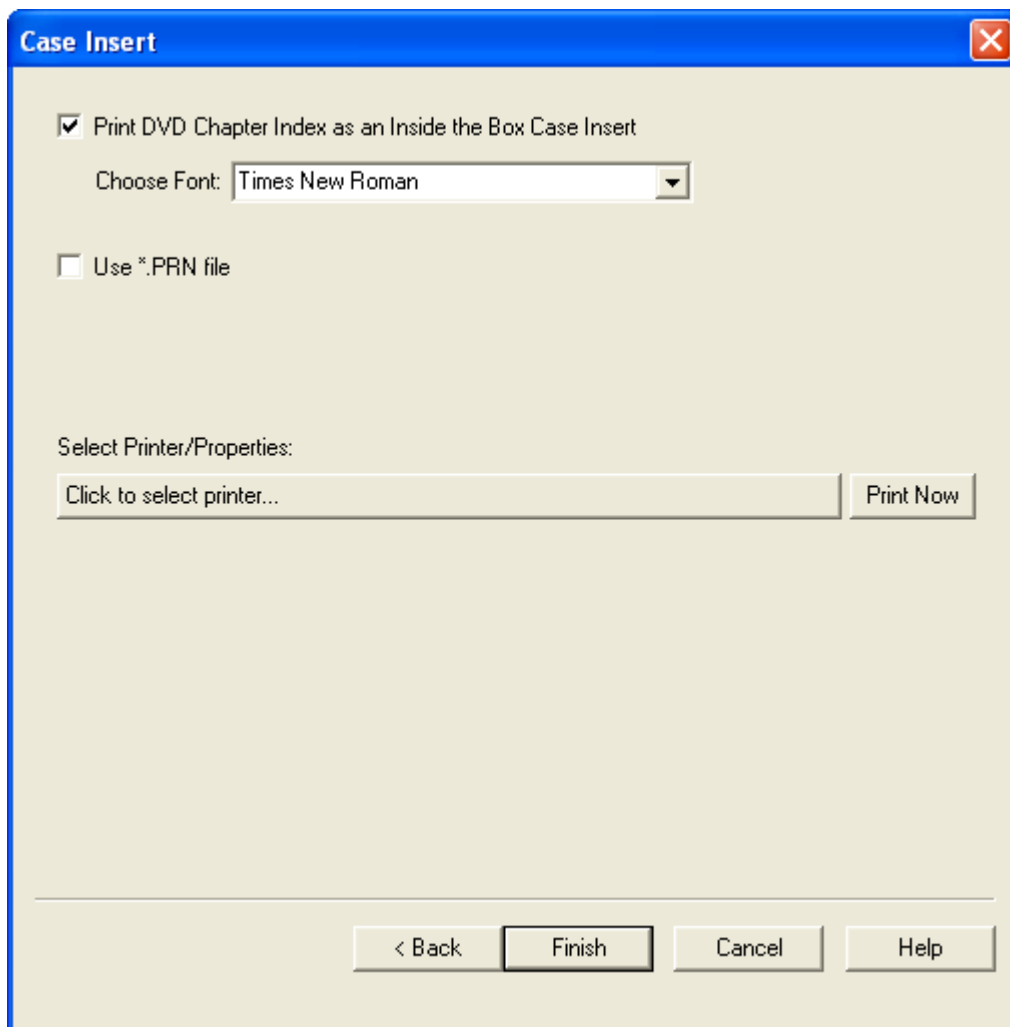 Case Insert
Print DVD Chapter Index as an Inside the Box Case Insert
Choose Font: Times New Roman
Use *.PRN file
Select Printer/Properties:
Click to select printer... Print Now
< Back Finish Cancel Help